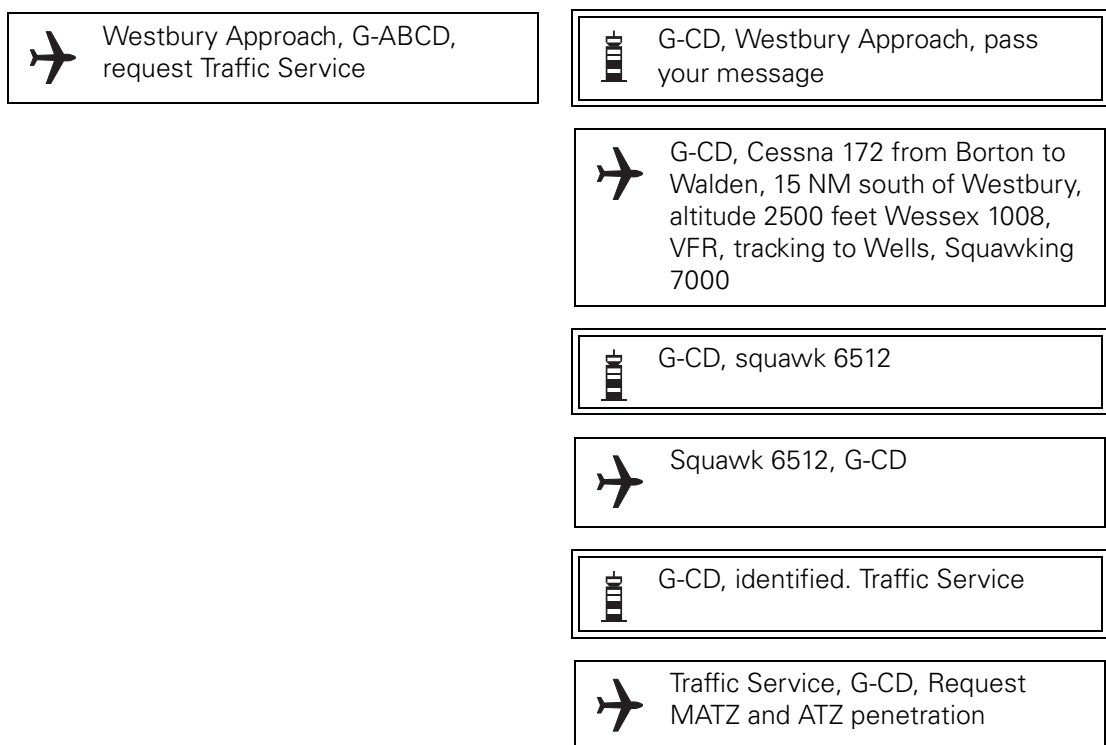 Westbury Approach, G-ABCD,
request Traffic Service
G-CD, Westbury Approach, pass
your message
G-CD, Cessna 172 from Borton to
Walden, 15 NM south of Westbury,
altitude 2500 feet Wessex 1008,
VFR, tracking to Wells, Squawking
7000
G-CD, squawk 6512
Squawk 6512, G-CD
G-CD, identified. Traffic Service
Traffic Service, G-CD, Request
MATZ and ATZ penetration